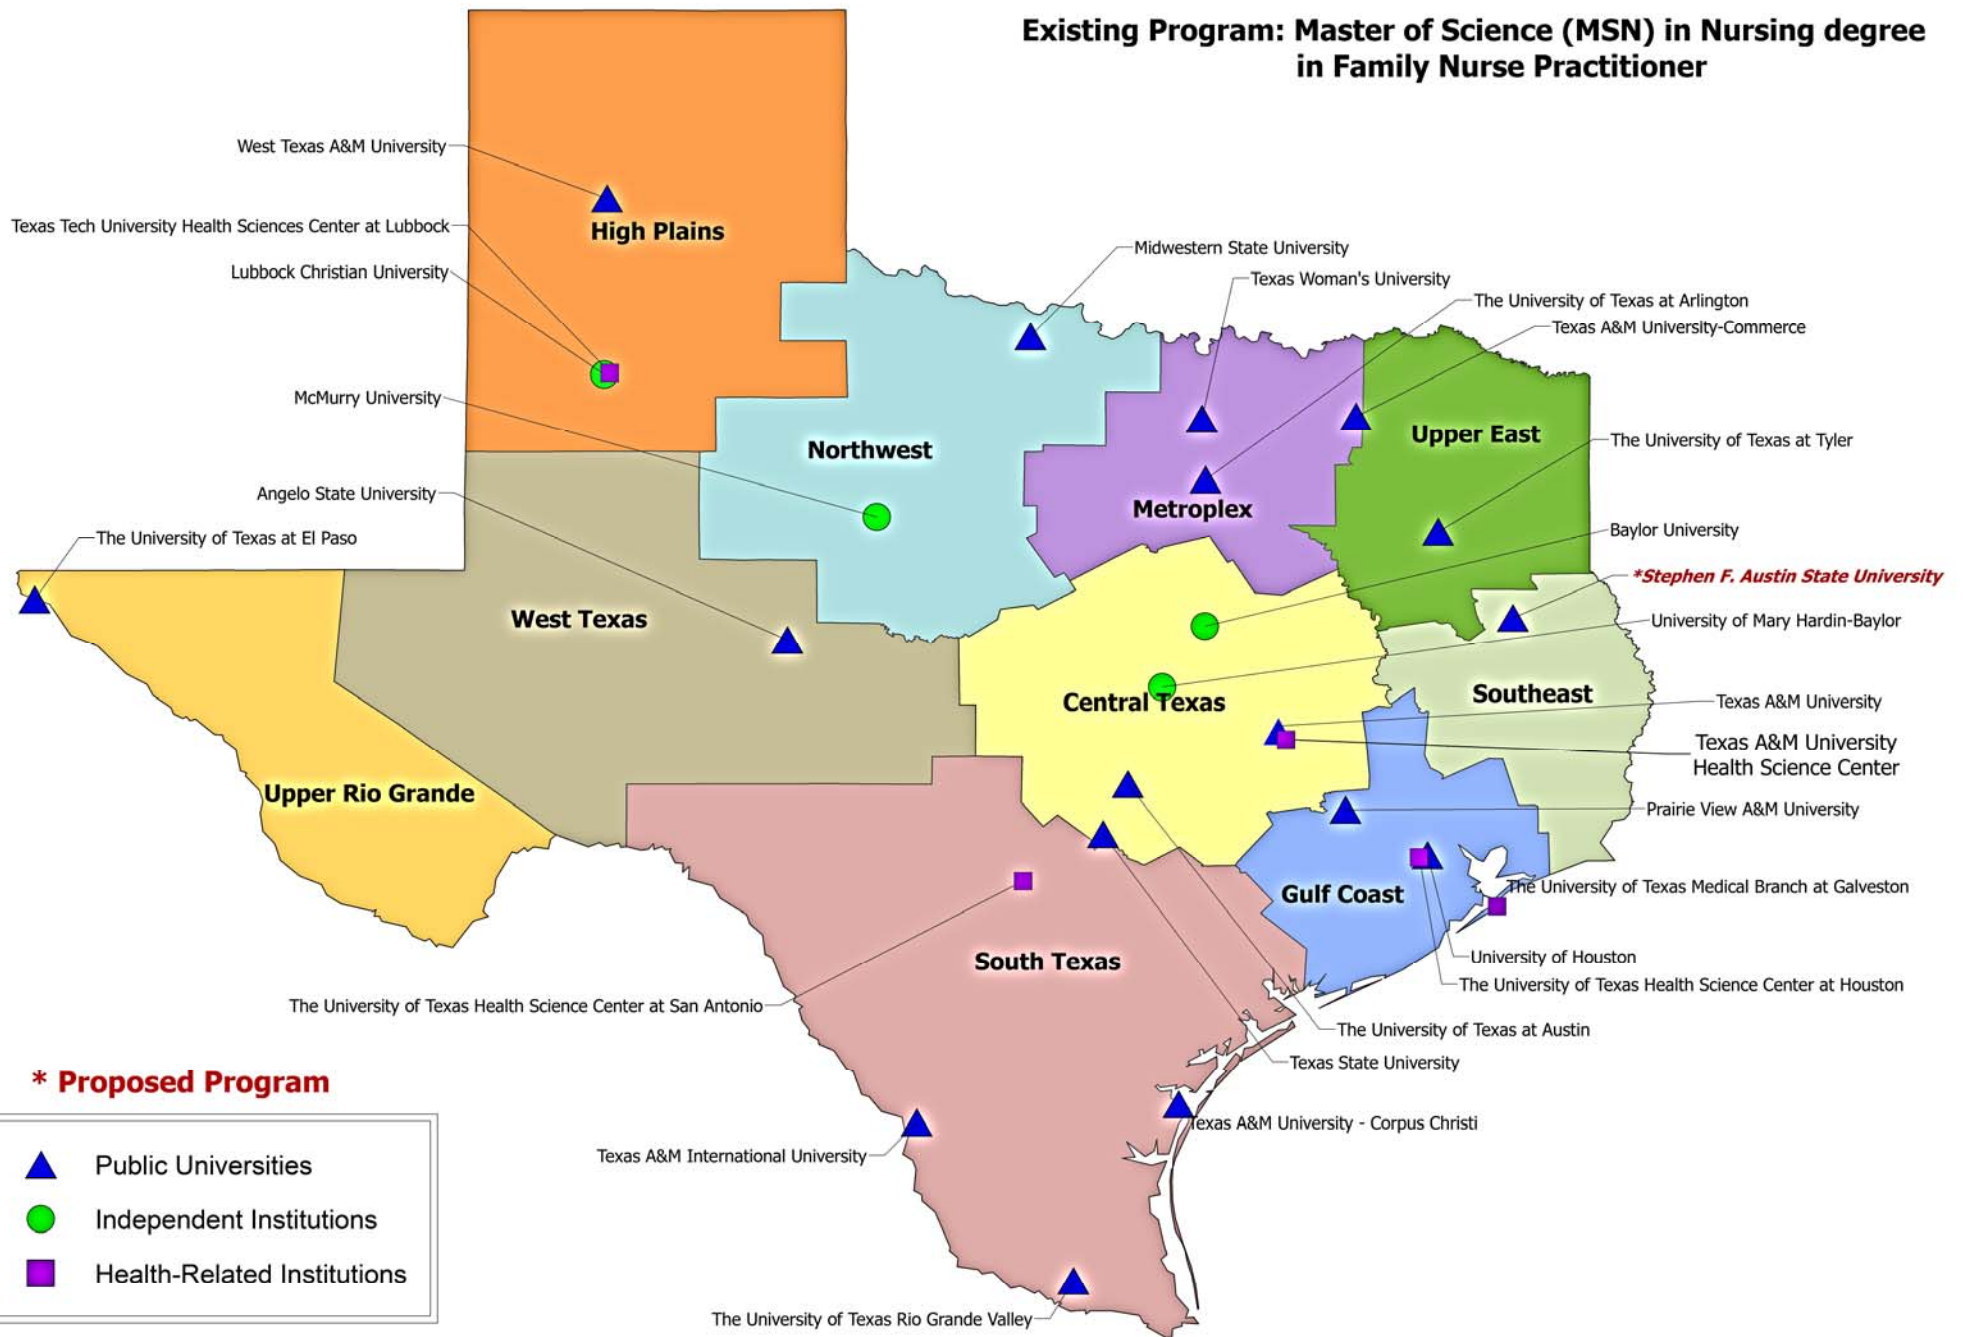 Existing Program: Master of Science (MSN) in Nursing degree
in Family Nurse Practitioner
West Texas A&M University
Texas Tech University Health Sciences Center at Lubbock
Lubbock Christian University
McMurry University
Angelo State University
The University of Texas at El Paso
High Plains
Midwestern State University
Texas Woman's University
The University of Texas at Arlington
Texas A&M University-Commerce
Northwest
Metroplex
Upper East
The University of Texas at Tyler
Baylor University
*Stephen F. Austin State University
University of Mary Hardin-Baylor
West Texas
Central Texas
Southeast
Texas A&M University
Texas A&M University
Health Science Center
Upper Rio Grande
Prairie View A&M University
Gulf Coast
The University of Texas Medical Branch at Galveston
South Texas
University of Houston
The University of Texas Health Science Center at Houston
The University of Texas Health Science Center at San Antonio
The University of Texas at Austin
Texas State University
Texas A&M University - Corpus Christi
Texas A&M International University
The University of Texas Rio Grande Valley
* Proposed Program
Public Universities
Independent Institutions
Health-Related Institutions